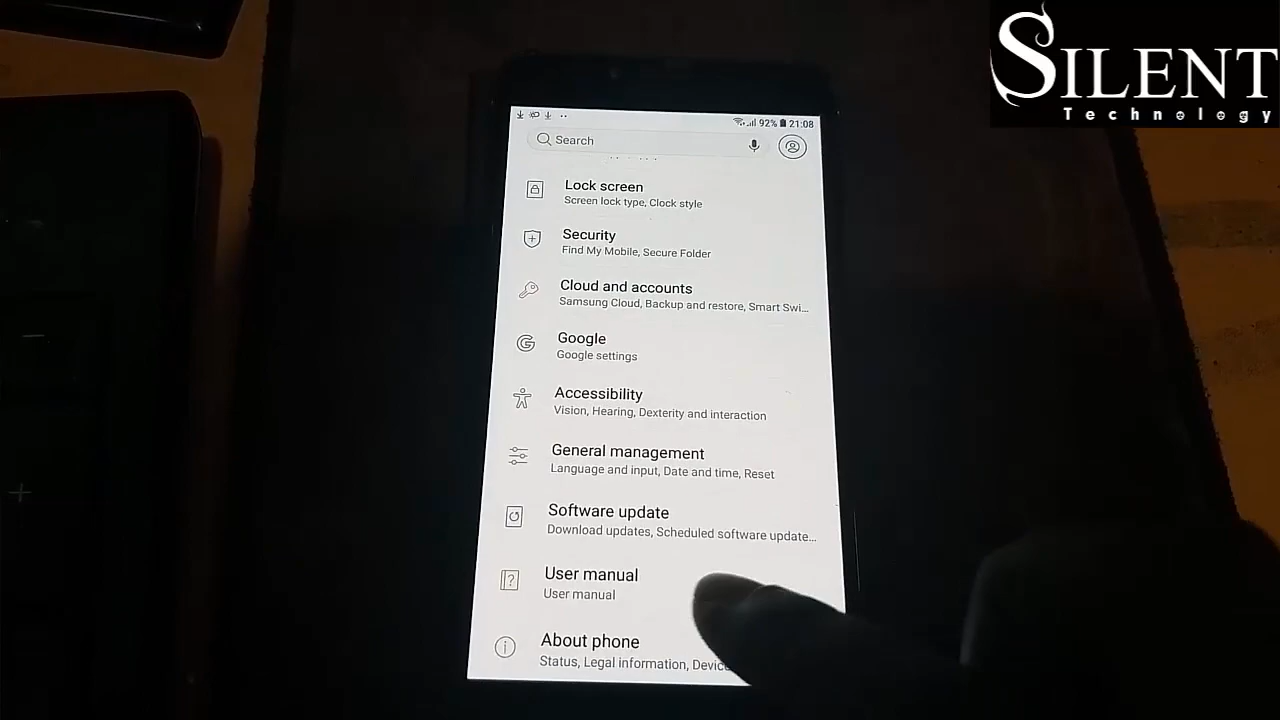 SILENT
Technology
92% 21:08
Search
Lock screen
Screen lock type, Clock style
Security
Find My Mobile, Secure Folder
Cloud and accounts
Samsung Cloud, Backup and restore, Smart Swi...
Google
Google settings
Accessibility
Vision, Hearing, Dexterity and interaction
General management
Language and input, Date and time, Reset
Software update
Download updates, Scheduled software update...
User manual
User manual
About phone
Status, Legal information, Device